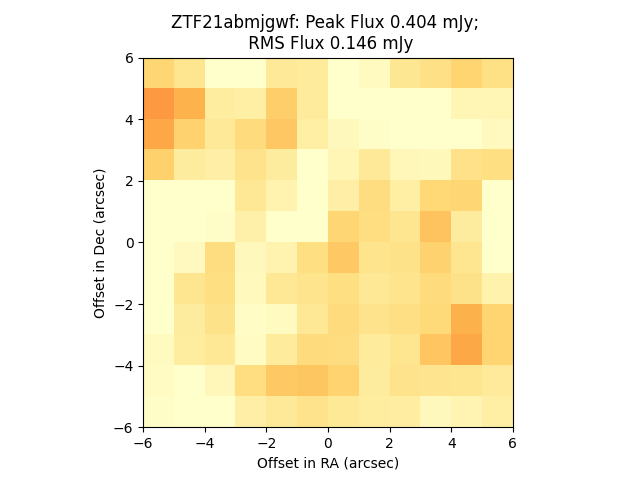 ZTF21abmjgwf: Peak Flux 0.404 mJy;
RMS Flux 0.146 mJy
6
4
2
0
−2
−4
−6
Offset in Dec (arcsec)
−6 −4 −2 0 2 4 6
Offset in RA (arcsec)